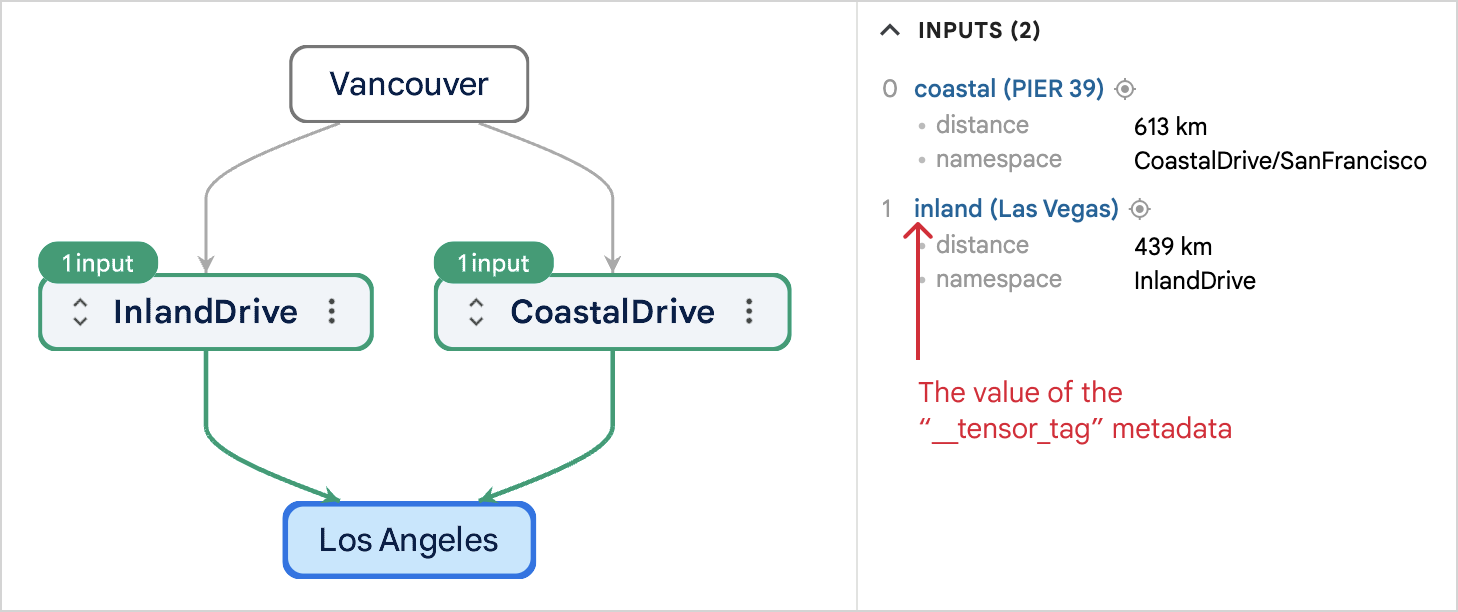 Vancouver
1 input
InlandDrive
1 input
CoastalDrive
Los Angeles
INPUTS (2)
0 coastal (PIER 39)
• distance 613 km
• namespace CoastalDrive/SanFrancisco
1 inland (Las Vegas)
• distance 439 km
• namespace InlandDrive
The value of the
“__tensor_tag” metadata